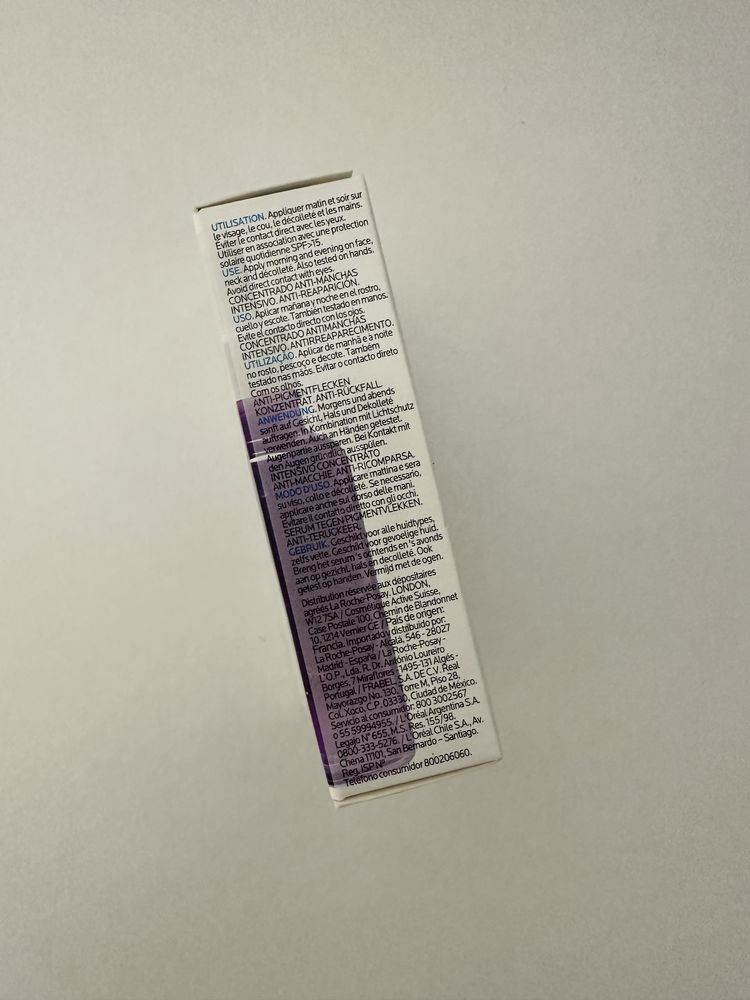 UTILISATION. Appliquer matin et soir sur
le visage, le cou, le décolleté et les mains.
Éviter le contact direct avec les yeux.
Utiliser en association avec une protection
solaire quotidienne SPF>15.
USE. Apply morning and evening on face,
neck and décolleté. Also tested on hands.
Avoid direct contact with eyes.
CONCENTRADO ANTI-MANCHAS
INTENSIVO. ANTI-REAPARICIÓN.
USO. Aplicar mañana y noche en el rostro,
cuello y escote. También testado en manos.
Evite el contacto directo con los ojos.
CONCENTRADO ANTIMANCHAS
INTENSIVO. ANTIRREAPARECIMENTO.
UTILIZAÇÃO. Aplicar de manhã e à noite
no rosto, pescoço e decote. Também
testado nas mãos. Evitar o contacto direto
Com os olhos.
ANTI-PIGMENTFLECKEN
KONZENTRAT. ANTI-RÜCKFALL
ANWENDUNG. Morgens und abends
sanft auf Gesicht, Hals und Dekolleté
auftragen. In Kombination mit Lichtschutz
verwenden. Auch an Händen getestet.
Augenpartie aussparen. Bei Kontakt mit
den Augen gründlich ausspülen.
INTENSIVO CONCENTRATO
ANTI-MACCHIE. ANTI-RICOMPARSA.
MODO D'USO. Applicare mattina e sera
su viso, collo e décolleté. Se necessario,
applicare anche sul dorso delle mani.
Evitare il contatto diretto con gli occhi.
SERUM TEGEN PIGMENTVLEKKEN.
ANTI-TERUGKEER.
GEBRUIK. Geschikt voor alle huidtypes,
zelfs vette. Geschikt voor gevoelige huid.
Breng het serum 's ochtends en 's avonds
aan op gezicht, hals en decolleté. Ook
getest op handen. Vermijd met de ogen.
Distribution réservée aux dépositaires
agréés La Roche-Posay. LONDON,
W12 7SA / Cosmétique Active Suisse,
Case Postale 100, Chemin de Blandonnet
10, 1214 Vernier GE / País de origen:
Francia. Importado y distribuido por:
La Roche-Posay - Alcalá, 546 - 28027
Madrid - España / La Roche-Posay -
L'O.P., Lda. R. Dr. António Loureiro
Borges, 7 Miraflores - 1495-131 Algés -
Portugal / FRABEL, S.A. DE C.V. Real
Mayorazgo No. 130, Torre M, Piso 28,
Col. Xoco, C.P. 03330, Ciudad de México.
Servicio al consumidor: 800 3002567
o 55 59994955. / L'Oréal Argentina S.A.
Legajo N° 655, M.S. Res. 155/98.
0800-333-5276. / L'Oréal Chile S.A., Av.
Chena 11101, San Bernardo - Santiago.
Reg. ISP Nº
Teléfono consumidor 800206060.